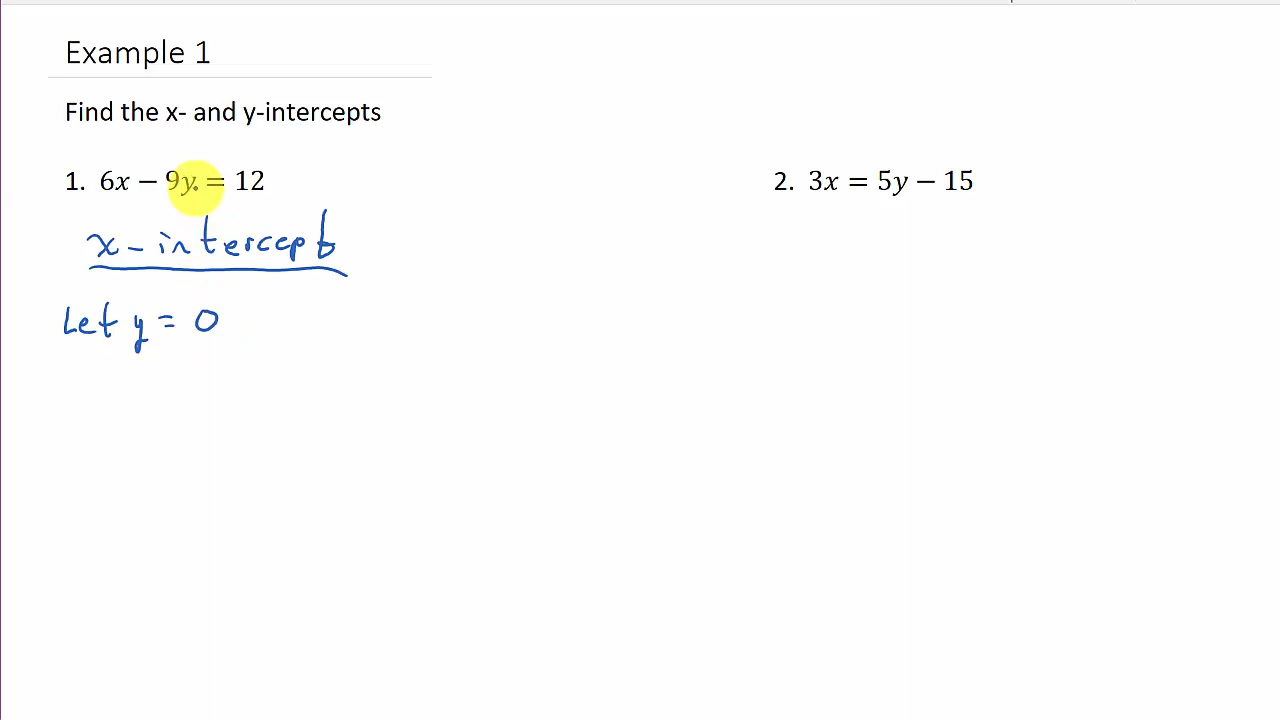 Example 1
Find the x- and y-intercepts
1. 6x − 9y = 12
2. 3x = 5y − 15
x-intercept
Let y = 0